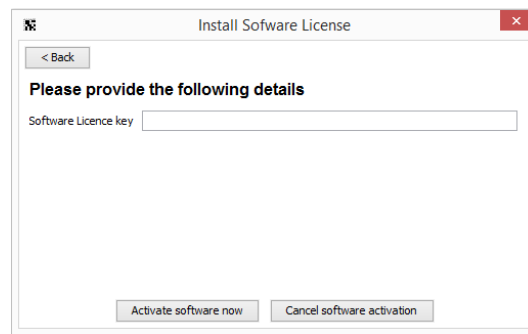 Install Sofware License
< Back
Please provide the following details
Software Licence key
Activate software now
Cancel software activation